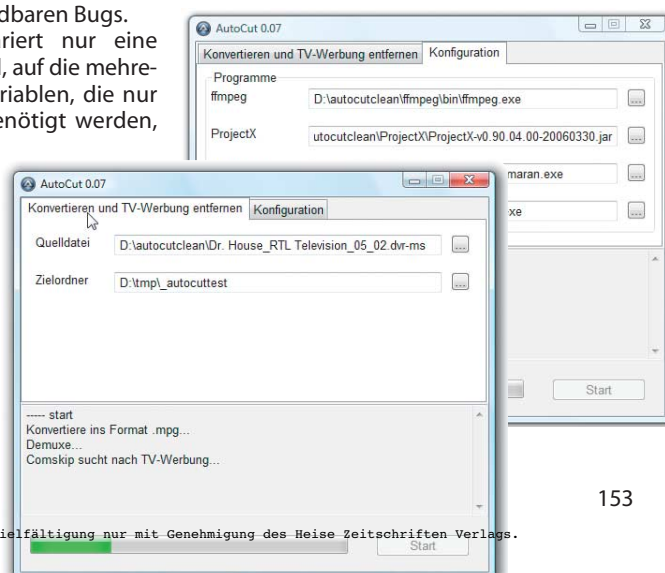 dbaren Bugs.
riert nur eine
, auf die mehre-
riablen, die nur
enötigt werden,
AutoCut 0.07
Konvertieren und TV-Werbung entfernen Konfiguration
Programme
ffmpeg D:\autocutclean\ffmpeg\bin\ffmpeg.exe ...
ProjectX utocutclean\ProjectX\ProjectX-v0.90.04.00-20060330.jar ...
maran.exe ...
xe ...
Start
AutoCut 0.07
Konvertieren und TV-Werbung entfernen Konfiguration
Quelldatei D:\autocutclean\Dr. House_RTL Television_05_02.dvr-ms ...
Zielordner D:\tmp\_autocuttest ...
----- start
Konvertiere ins Format .mpg...
Demuxe...
Comskip sucht nach TV-Werbung...
Start
153
ielfältigung nur mit Genehmigung des Heise Zeitschriften Verlags.